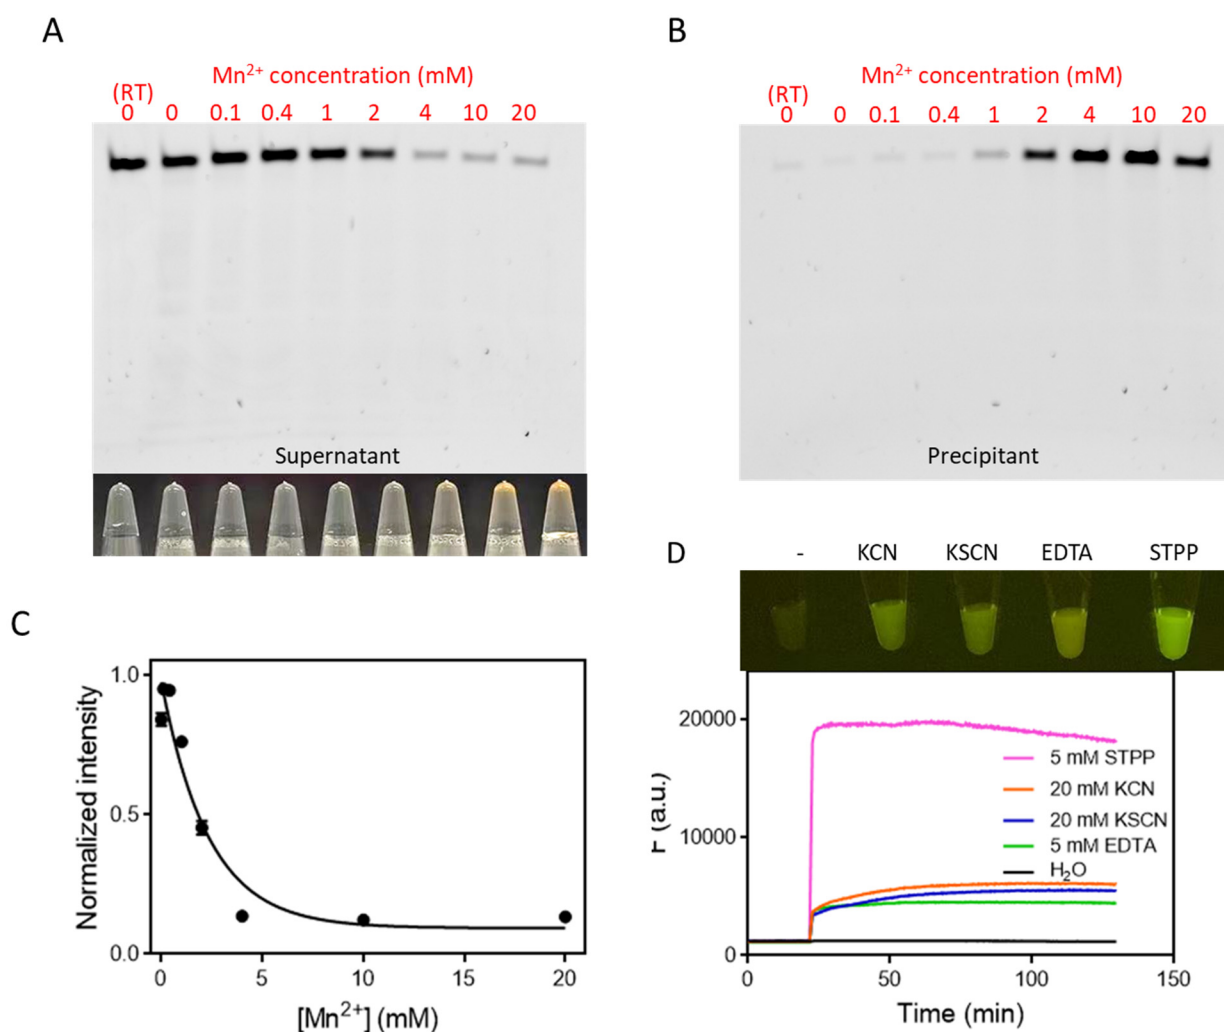 A
Mn²⁺ concentration (mM)
(RT)
0 0 0.1 0.4 1 2 4 10 20
Supernatant
B
Mn²⁺ concentration (mM)
(RT)
0 0 0.1 0.4 1 2 4 10 20
Precipitant
C
Normalized intensity
1.0
0.5
0.0
0 5 10 15 20
[Mn²⁺] (mM)
D
- KCN KSCN EDTA STPP
F (a.u.)
20000
10000
0
5 mM STPP
20 mM KCN
20 mM KSCN
5 mM EDTA
H₂O
0 50 100 150
Time (min)